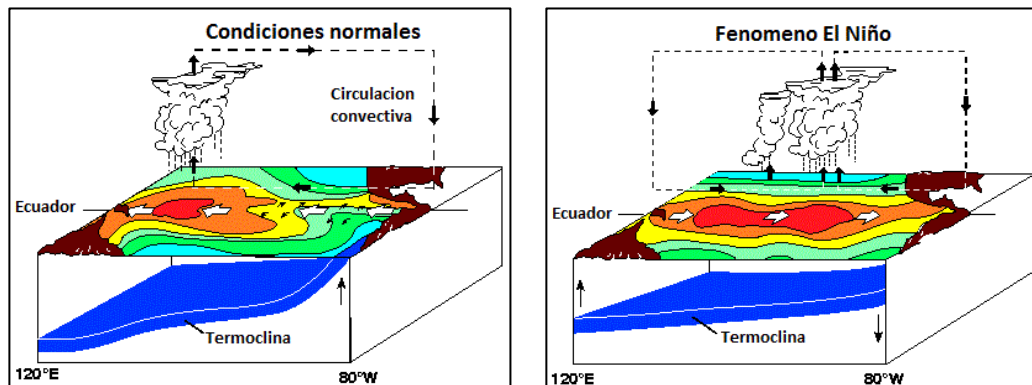 Condiciones normales
Circulacion
convectiva
Ecuador
Termoclina
120°E
80°W
Fenomeno El Niño
Ecuador
Termoclina
120°E
80°W